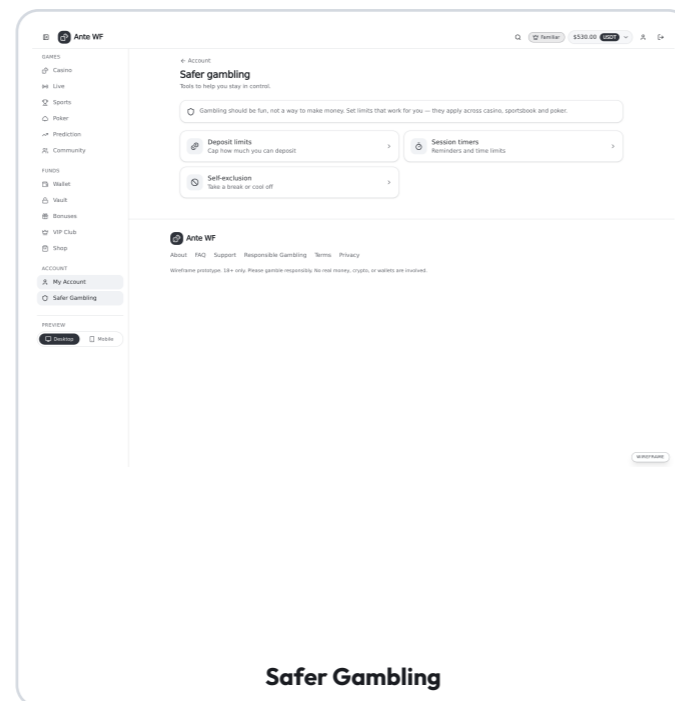 Ante WF
Familiar
$530.00 USDT
GAMES
Casino
Live
Sports
Poker
Prediction
Community
FUNDS
Wallet
Vault
Bonuses
VIP Club
Shop
ACCOUNT
My Account
Safer Gambling
PREVIEW
Desktop
Mobile
← Account
Safer gambling
Tools to help you stay in control.
Gambling should be fun, not a way to make money. Set limits that work for you — they apply across casino, sportsbook and poker.
Deposit limits
Cap how much you can deposit
Session timers
Reminders and time limits
Self-exclusion
Take a break or cool off
Ante WF
About FAQ Support Responsible Gambling Terms Privacy
Wireframe prototype. 18+ only. Please gamble responsibly. No real money, crypto, or wallets are involved.
WIREFRAME
Safer Gambling